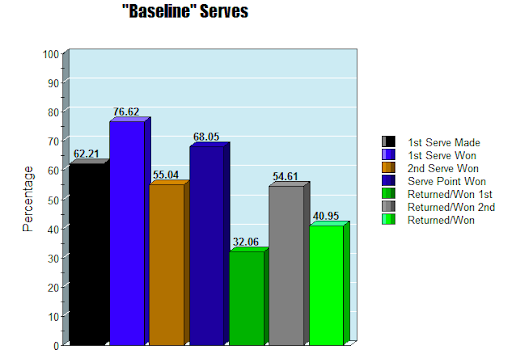 "Baseline" Serves
Percentage
100
90
80
70
60
50
40
30
20
10
0
62.21
76.62
55.04
68.05
32.06
54.61
40.95
1st Serve Made
1st Serve Won
2nd Serve Won
Serve Point Won
Returned/Won 1st
Returned/Won 2nd
Returned/Won